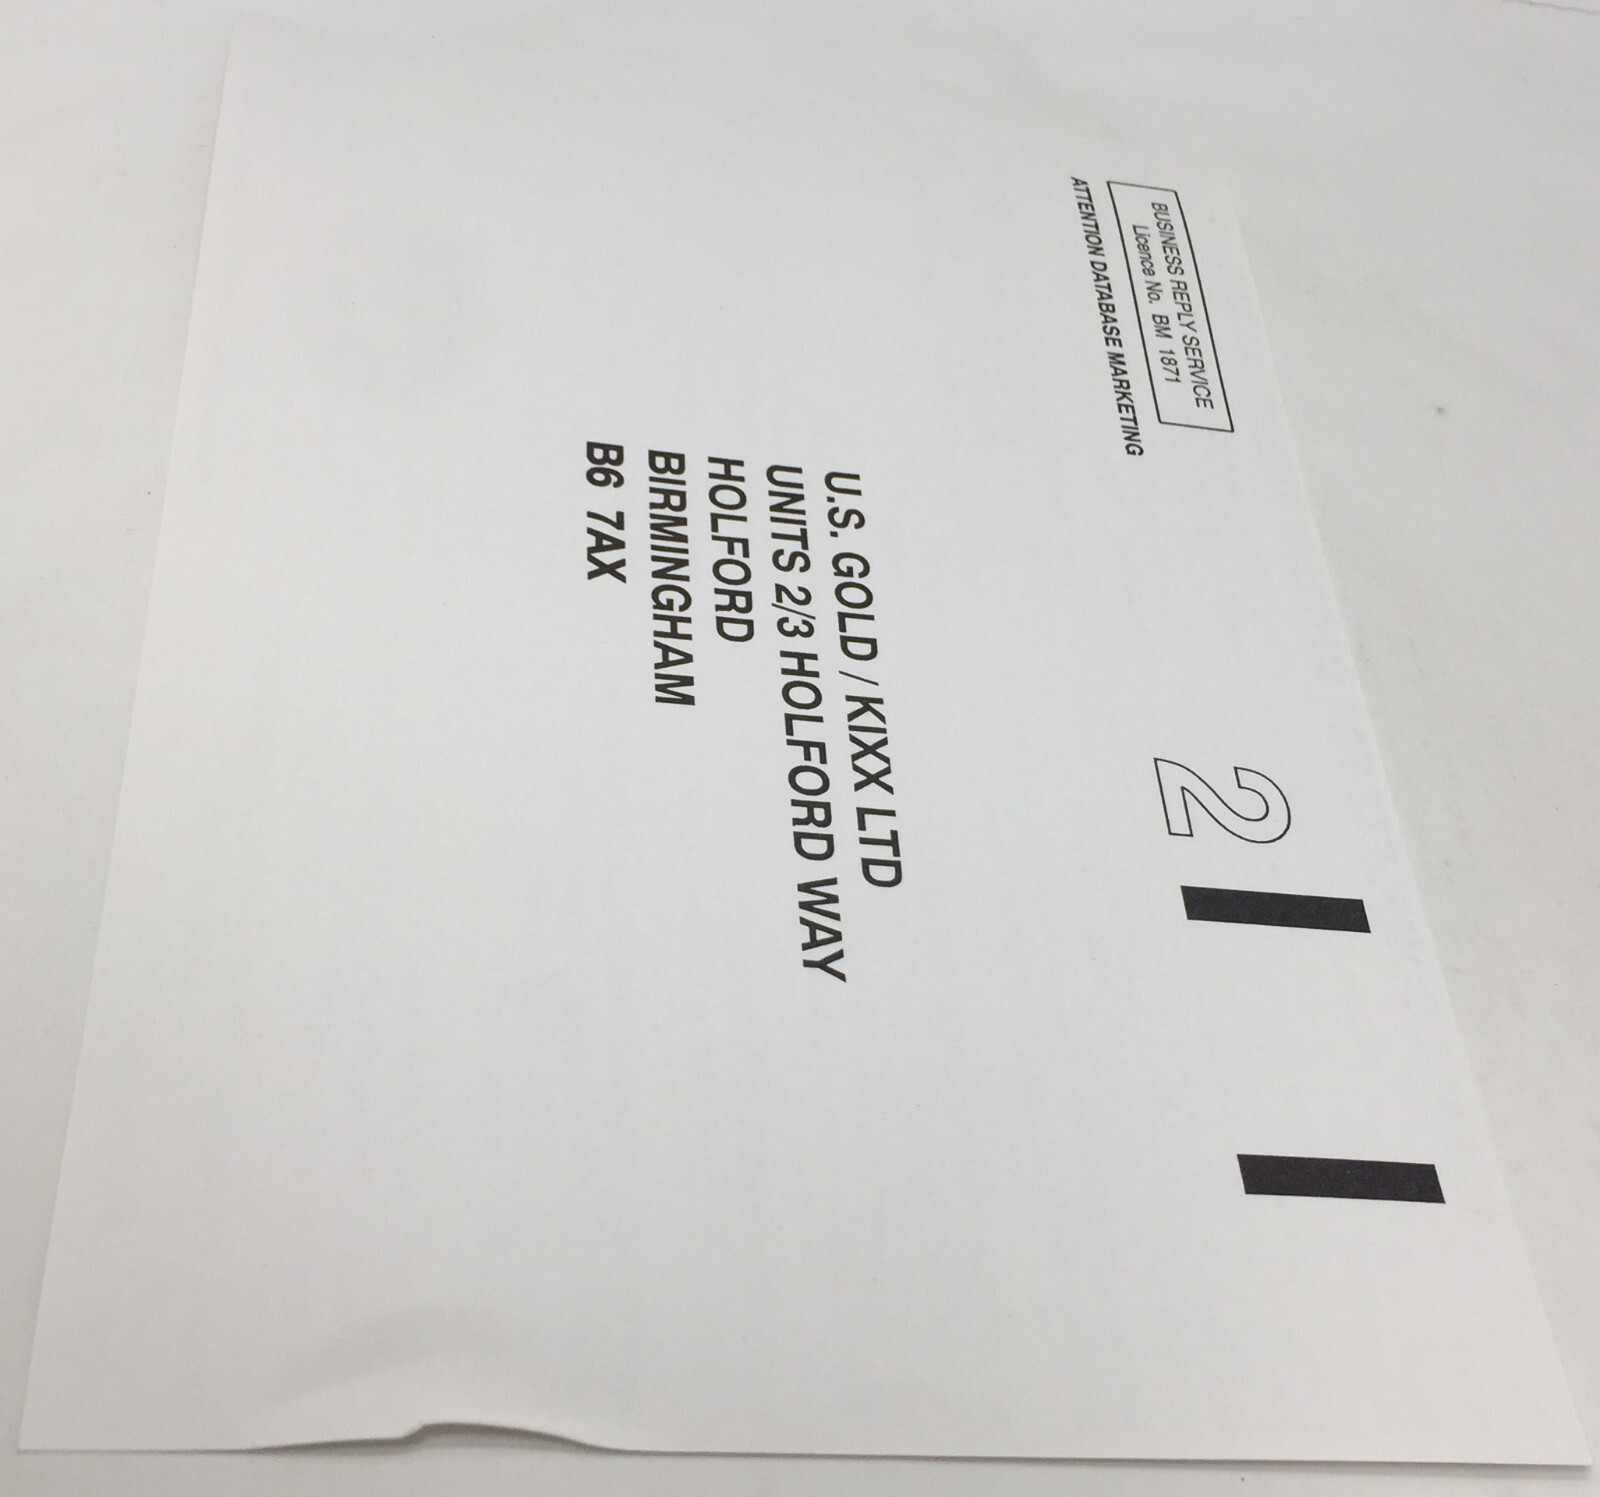 BUSINESS REPLY SERVICE
Licence No. BM 1871
ATTENTION DATABASE MARKETING
2
U.S. GOLD / KIXX LTD
UNITS 2/3 HOLFORD WAY
HOLFORD
BIRMINGHAM
B6 7AX